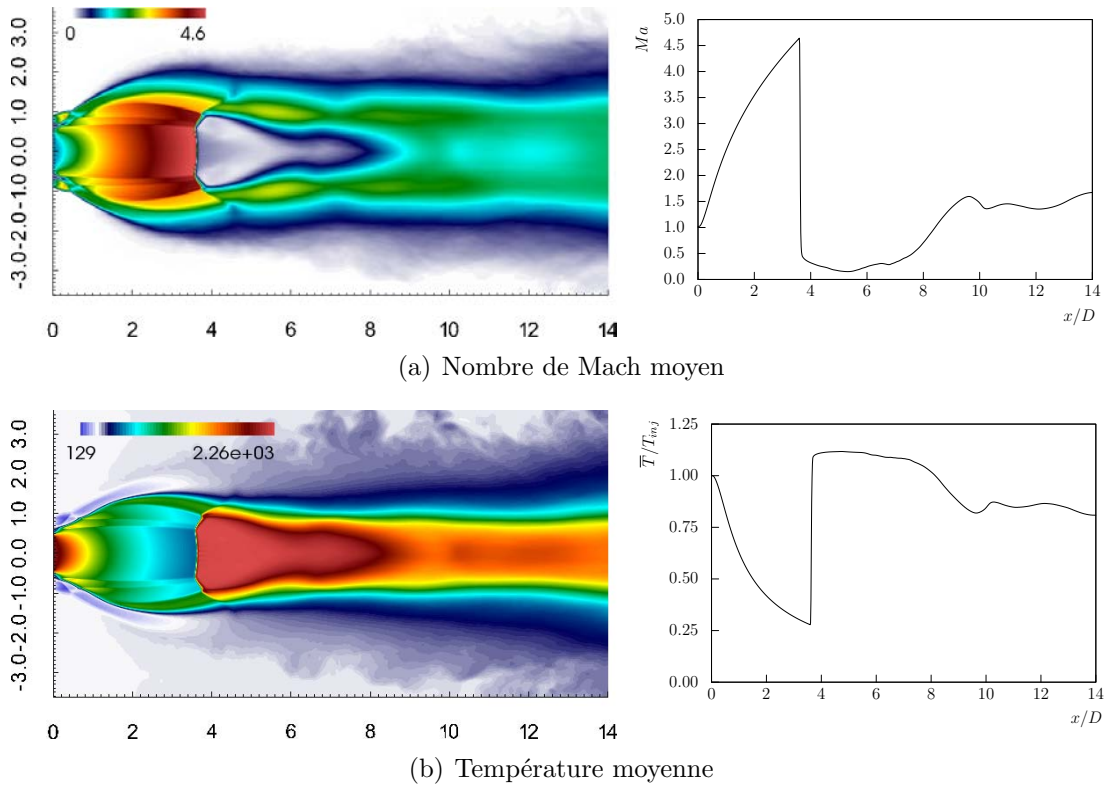 0 4.6
3.0
2.0
1.0
0.0
-1.0
-2.0
-3.0
0 2 4 6 8 10 12 14
Ma
5.0
4.5
4.0
3.5
3.0
2.5
2.0
1.5
1.0
0.5
0.0
0 2 4 6 8 10 12 14
x/D
(a) Nombre de Mach moyen
129 2.26e+03
3.0
2.0
1.0
0.0
-1.0
-2.0
-3.0
0 2 4 6 8 10 12 14
T̅/Tinj
1.25
1.00
0.75
0.50
0.25
0.00
0 2 4 6 8 10 12 14
x/D
(b) Température moyenne